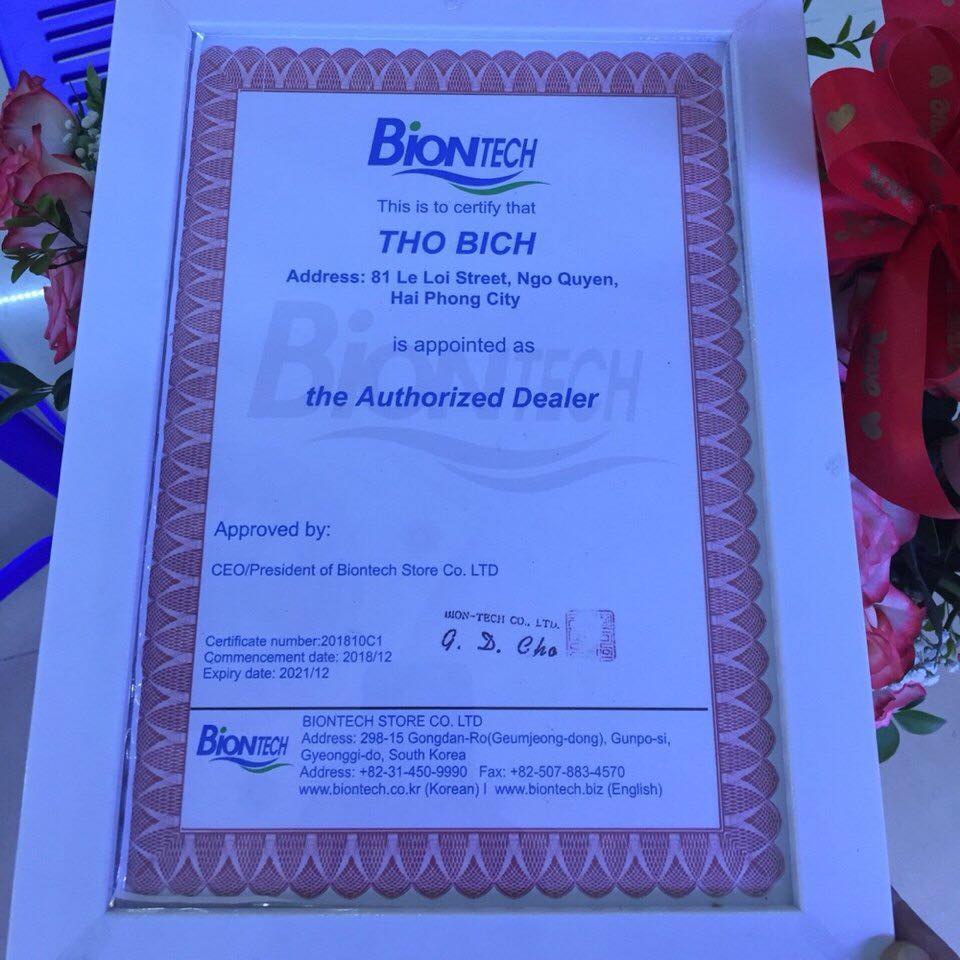 BIONTECH
This is to certify that
THO BICH
Address: 81 Le Loi Street, Ngo Quyen,
Hai Phong City
is appointed as
BIONTECH
the Authorized Dealer
Approved by:
CEO/President of Biontech Store Co. LTD
BION-TECH CO., LTD.
G. D. Cho
Certificate number:201810C1
Commencement date: 2018/12
Expiry date: 2021/12
BIONTECH
BIONTECH STORE CO. LTD
Address: 298-15 Gongdan-Ro(Geumjeong-dong), Gunpo-si,
Gyeonggi-do, South Korea
Address: +82-31-450-9990 Fax: +82-507-883-4570
www.biontech.co.kr (Korean) I www.biontech.biz (English)